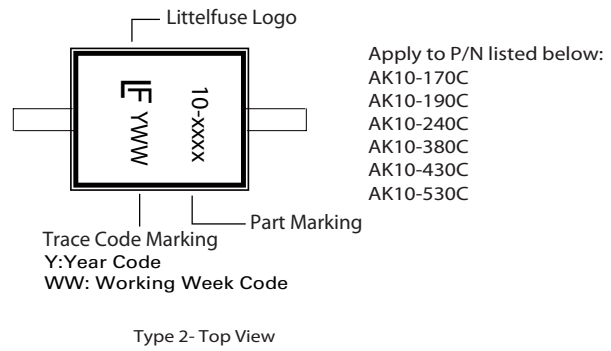 Littelfuse Logo
LF YWW
10-xxxx
Part Marking
Trace Code Marking
Y:Year Code
WW: Working Week Code
Type 2- Top View
Apply to P/N listed below:
AK10-170C
AK10-190C
AK10-240C
AK10-380C
AK10-430C
AK10-530C